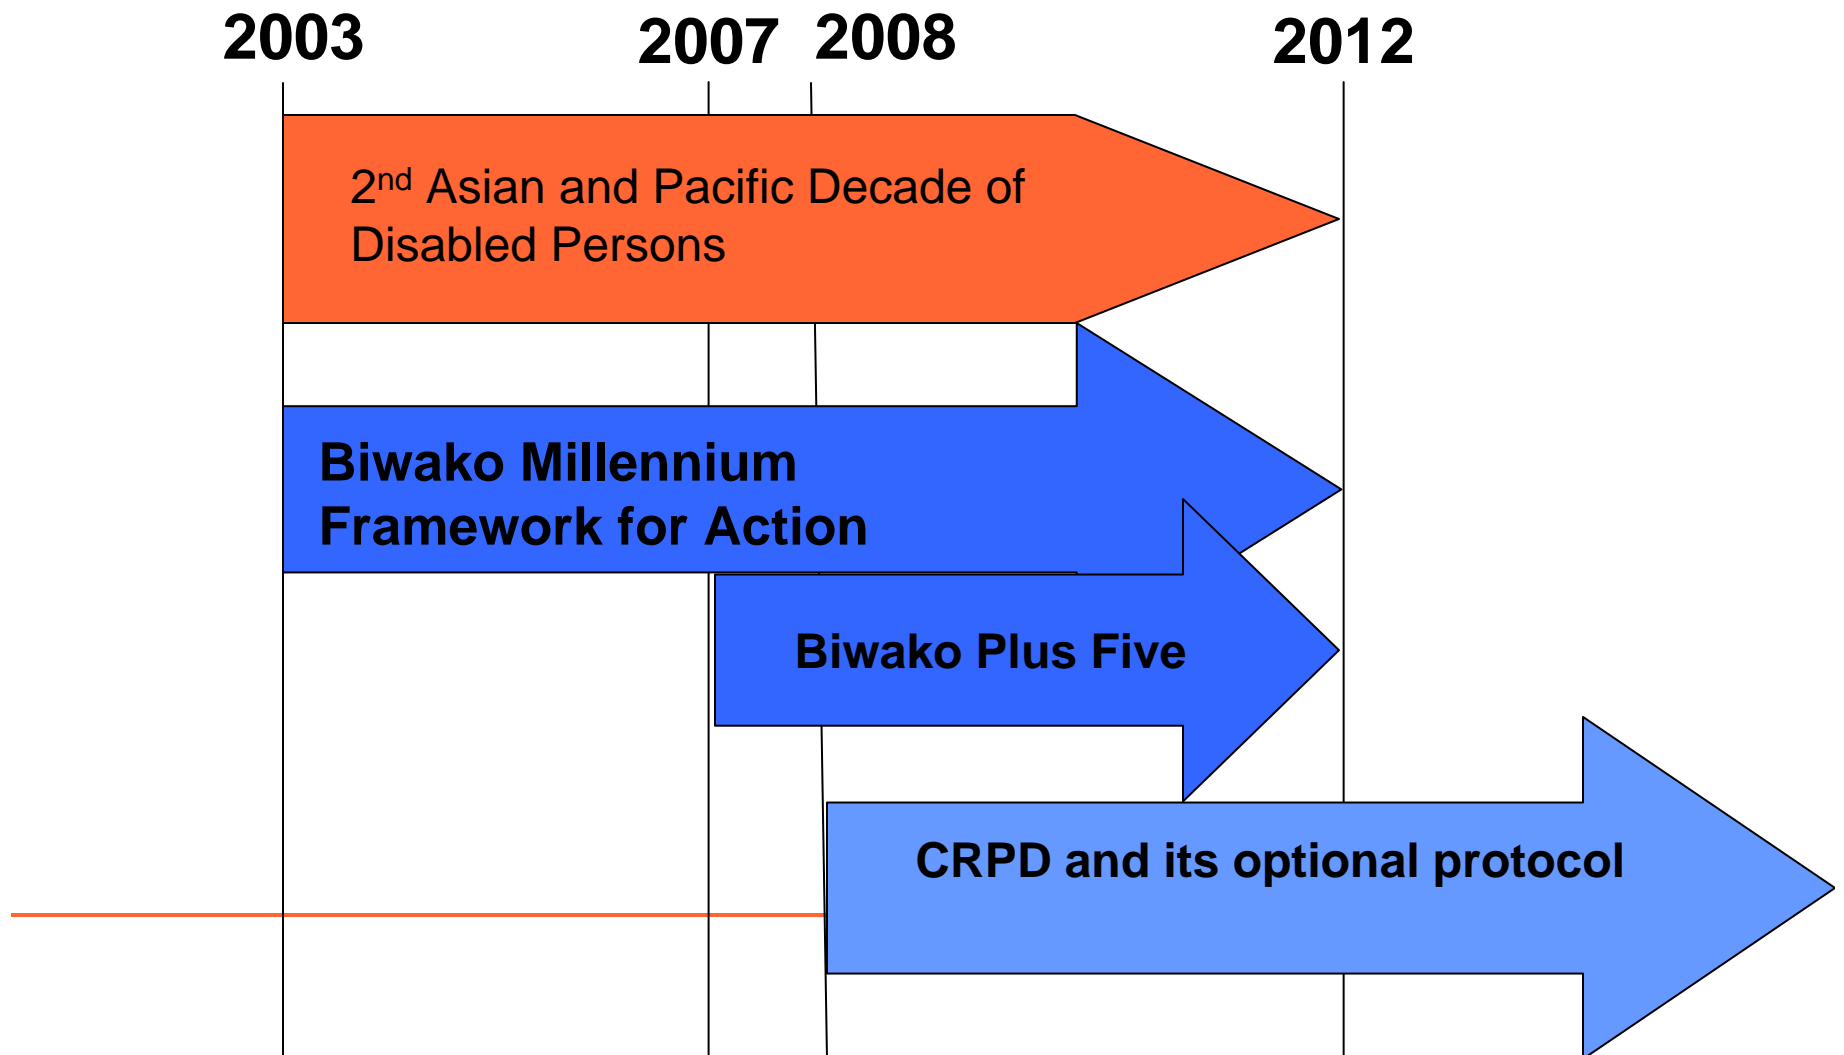 2003 2007 2008 2012
2nd Asian and Pacific Decade of
Disabled Persons
Biwako Millennium
Framework for Action
Biwako Plus Five
CRPD and its optional protocol